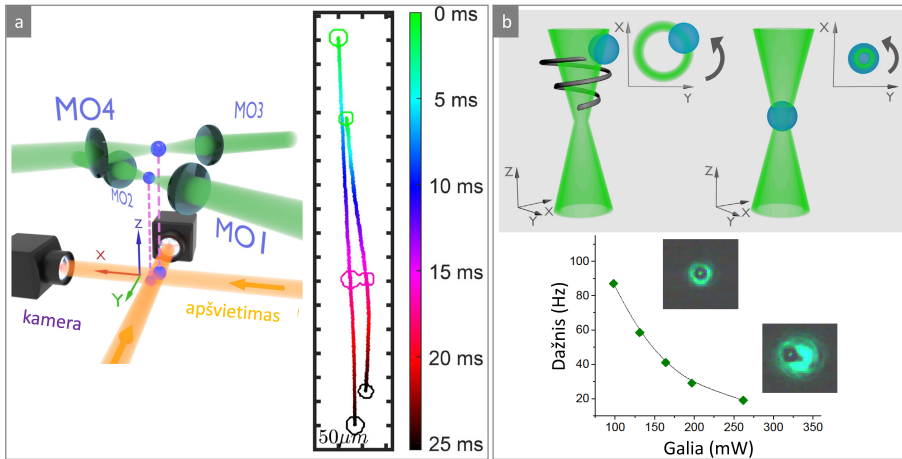 a
MO4
MO3
MO2
MO1
Z
X
Y
kamera
apšvietimas
50μm
0 ms
5 ms
10 ms
15 ms
20 ms
25 ms
b
X
Y
Z
X
Y
X
Y
Z
X
Y
Dažnis (Hz)
100
80
60
40
20
50
100
150
200
250
300
350
Galia (mW)